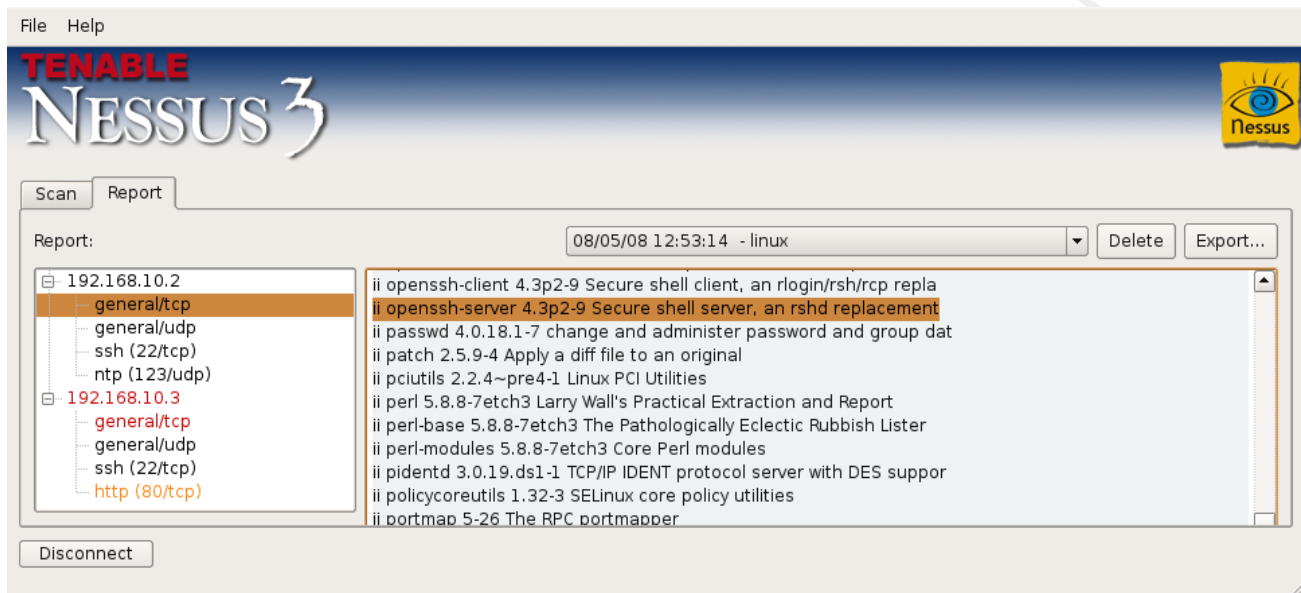 File Help
TENABLE
NESSUS 3
Nessus
Scan Report
Report:
08/05/08 12:53:14 - linux
Delete
Export...
192.168.10.2
general/tcp
general/udp
ssh (22/tcp)
ntp (123/udp)
192.168.10.3
general/tcp
general/udp
ssh (22/tcp)
http (80/tcp)
ii openssh-client 4.3p2-9 Secure shell client, an rlogin/rsh/rcp repla
ii openssh-server 4.3p2-9 Secure shell server, an rshd replacement
ii passwd 4.0.18.1-7 change and administer password and group dat
ii patch 2.5.9-4 Apply a diff file to an original
ii pciutils 2.2.4~pre4-1 Linux PCI Utilities
ii perl 5.8.8-7etch3 Larry Wall's Practical Extraction and Report
ii perl-base 5.8.8-7etch3 The Pathologically Eclectic Rubbish Lister
ii perl-modules 5.8.8-7etch3 Core Perl modules
ii pidentd 3.0.19.ds1-1 TCP/IP IDENT protocol server with DES suppor
ii policycoreutils 1.32-3 SELinux core policy utilities
ii portmap 5-26 The RPC portmapper
Disconnect